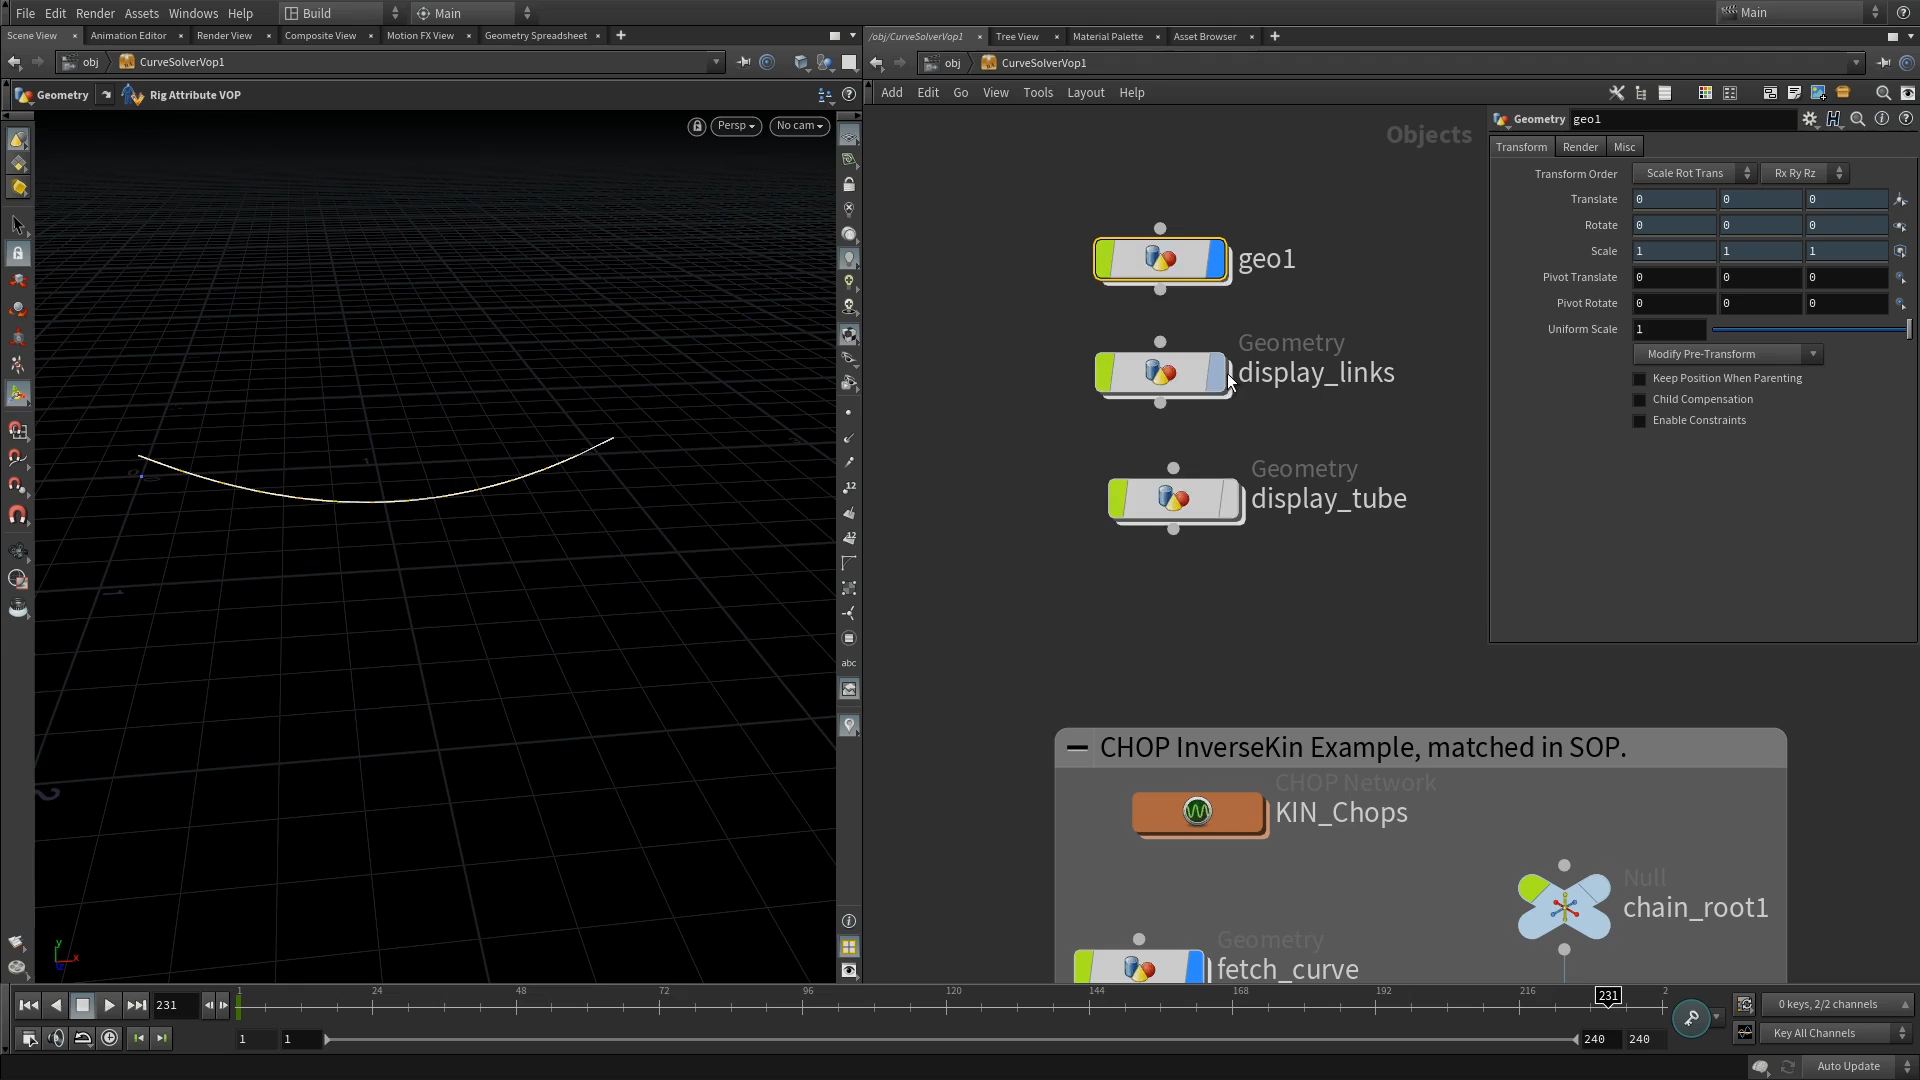 File Edit Render Assets Windows Help Build Main Main
Scene View Animation Editor Render View Composite View Motion FX View Geometry Spreadsheet
/obj/CurveSolverVop1 Tree View Material Palette Asset Browser
obj CurveSolverVop1
obj CurveSolverVop1
Geometry Rig Attribute VOP
Add Edit Go View Tools Layout Help
Persp No cam
Objects
Geometry geo1
Transform Render Misc
Transform Order Scale Rot Trans Rx Ry Rz
Translate 0 0 0
Rotate 0 0 0
Scale 1 1 1
Pivot Translate 0 0 0
Pivot Rotate 0 0 0
Uniform Scale 1
Modify Pre-Transform
Keep Position When Parenting
Child Compensation
Enable Constraints
geo1
Geometry
display_links
Geometry
display_tube
CHOP InverseKin Example, matched in SOP.
CHOP Network
KIN_Chops
Null
chain_root1
Geometry
fetch_curve
12
12
abc
y
x
231
1 24 48 72 96 120 144 168 192 216 231 2
0 keys, 2/2 channels
1 1 240 240
Key All Channels
Auto Update